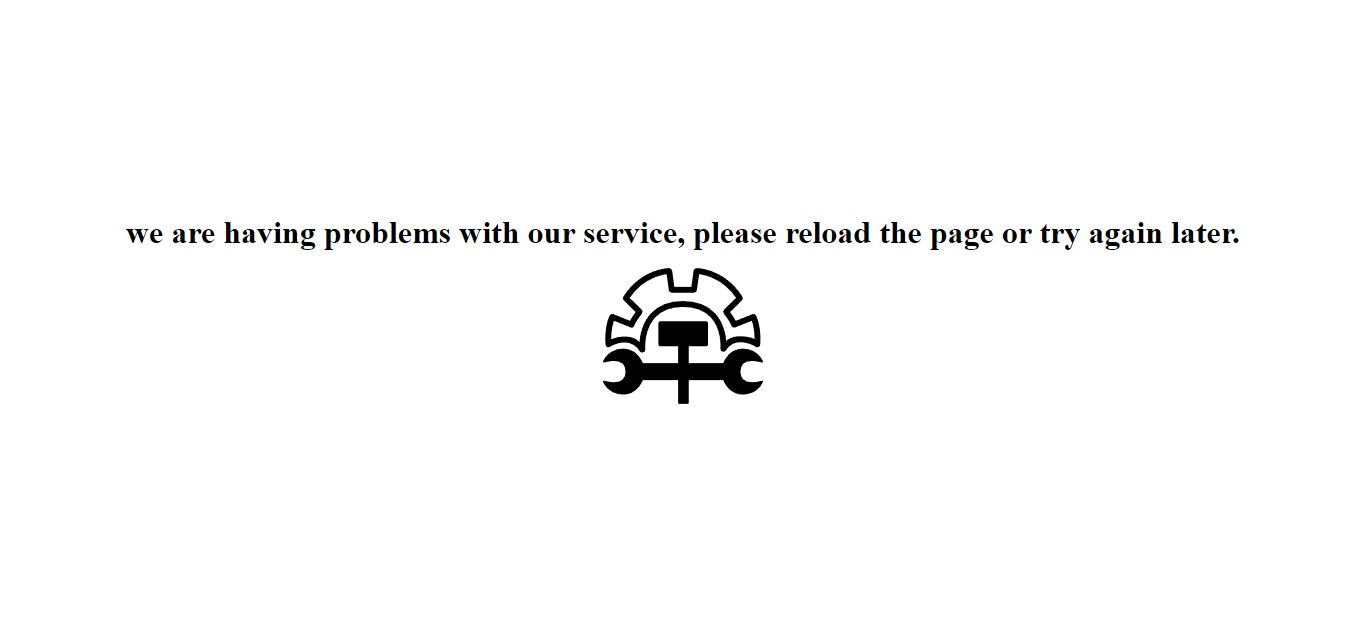 we are having problems with our service, please reload the page or try again later.